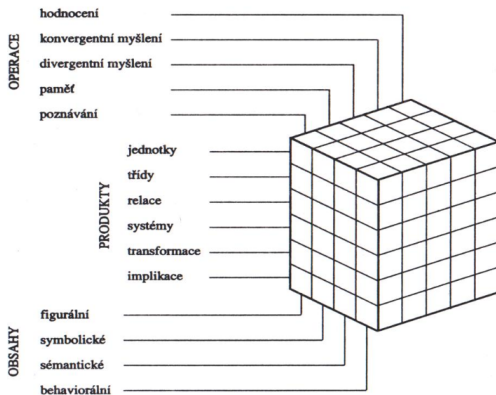 OPERACE
hodnocení
konvergentní myšlení
divergentní myšlení
paměť
poznávání
PRODUKTY
jednotky
třídy
relace
systémy
transformace
implikace
OBSAHY
figurální
symbolické
sémantické
behaviorální